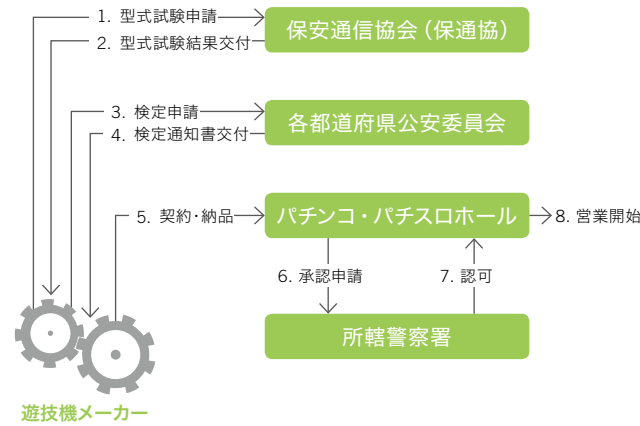 1. 型式試験申請
保安通信協会（保通協）
2. 型式試験結果交付
3. 検定申請
各都道府県公安委員会
4. 検定通知書交付
5. 契約・納品
パチンコ・パチスロホール
8. 営業開始
6. 承認申請
7. 認可
所轄警察署
遊技機メーカー